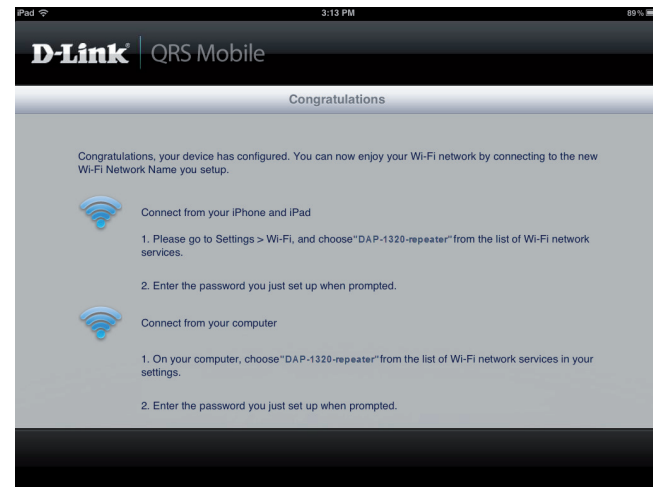 iPad 3:13 PM 89%
D-Link QRS Mobile
Congratulations
Congratulations, your device has configured. You can now enjoy your Wi-Fi network by connecting to the new
Wi-Fi Network Name you setup.
Connect from your iPhone and iPad
1. Please go to Settings > Wi-Fi, and choose"DAP-1320-repeater"from the list of Wi-Fi network
services.
2. Enter the password you just set up when prompted.
Connect from your computer
1. On your computer, choose"DAP-1320-repeater"from the list of Wi-Fi network services in your
settings.
2. Enter the password you just set up when prompted.